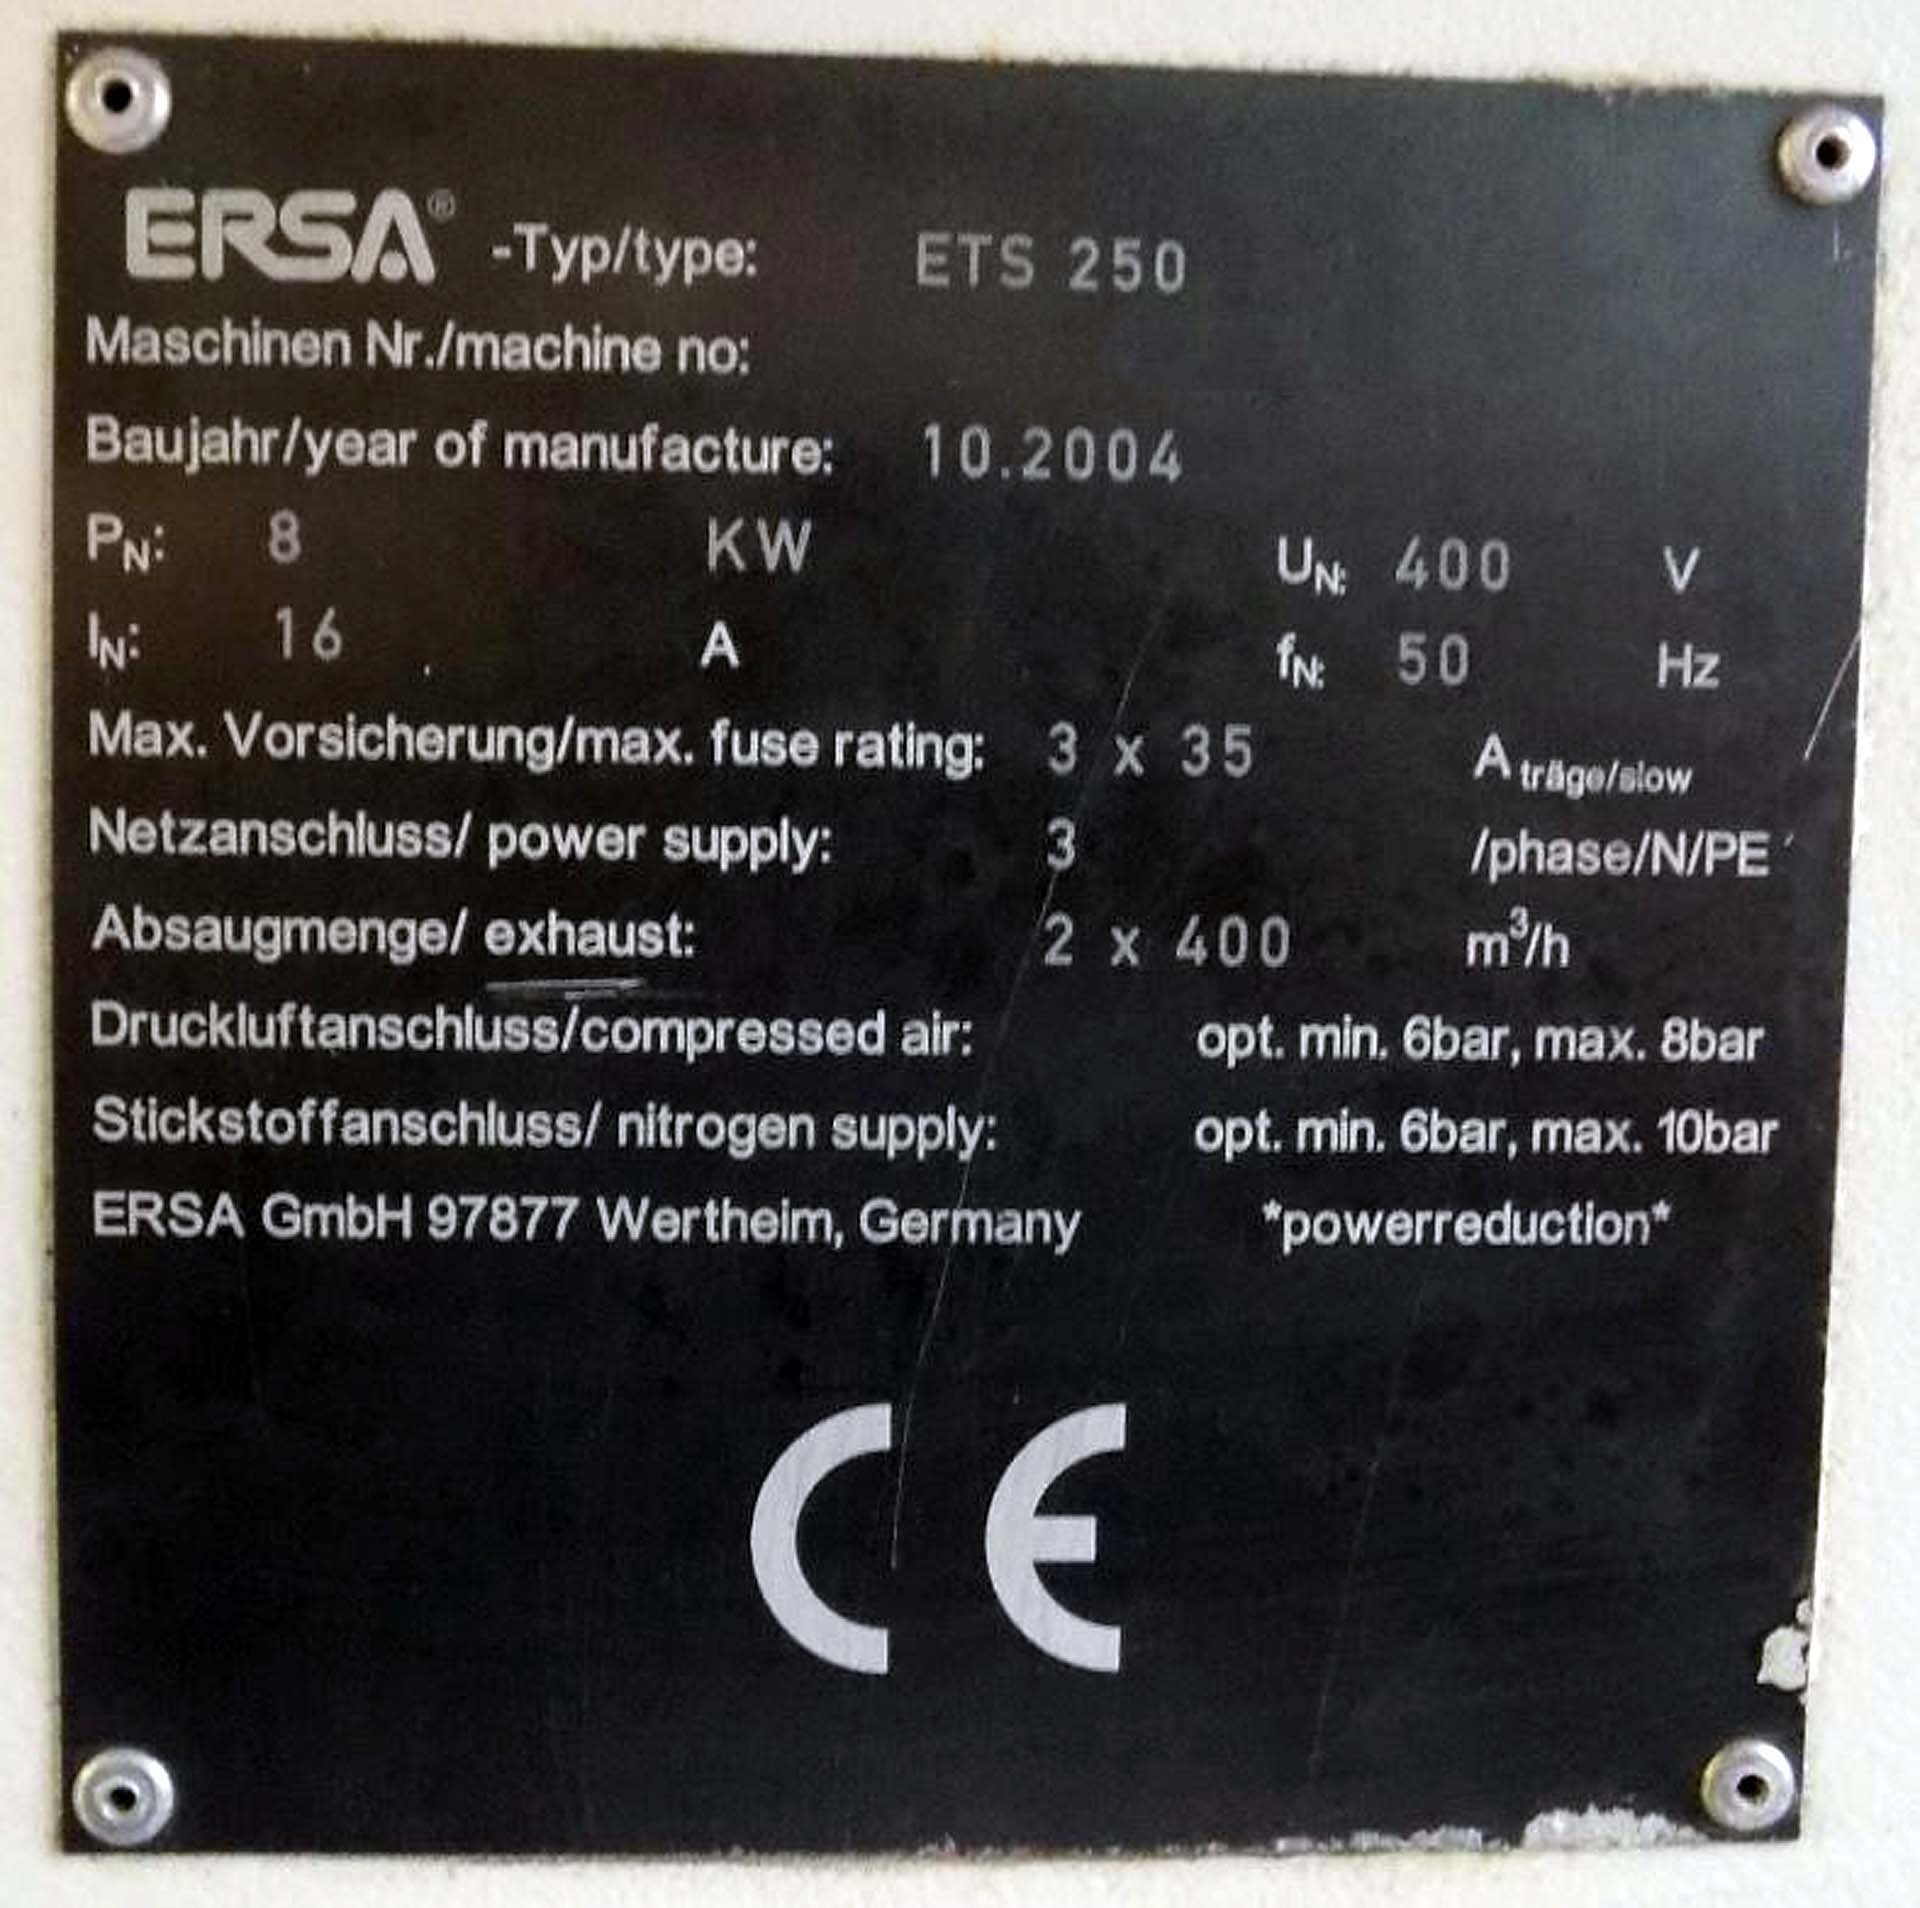 ERSA® -Typ/type: ETS 250
Maschinen Nr./machine no:
Baujahr/year of manufacture: 10.2004
PN: 8 KW UN: 400 V
IN: 16 A fN: 50 Hz
Max. Vorsicherung/max. fuse rating: 3 x 35 A träge/slow
Netzanschluss/ power supply: 3 /phase/N/PE
Absaugmenge/ exhaust: 2 x 400 m³/h
Druckluftanschluss/compressed air: opt. min. 6bar, max. 8bar
Stickstoffanschluss/ nitrogen supply: opt. min. 6bar, max. 10bar
ERSA GmbH 97877 Wertheim, Germany *powerreduction*
CE